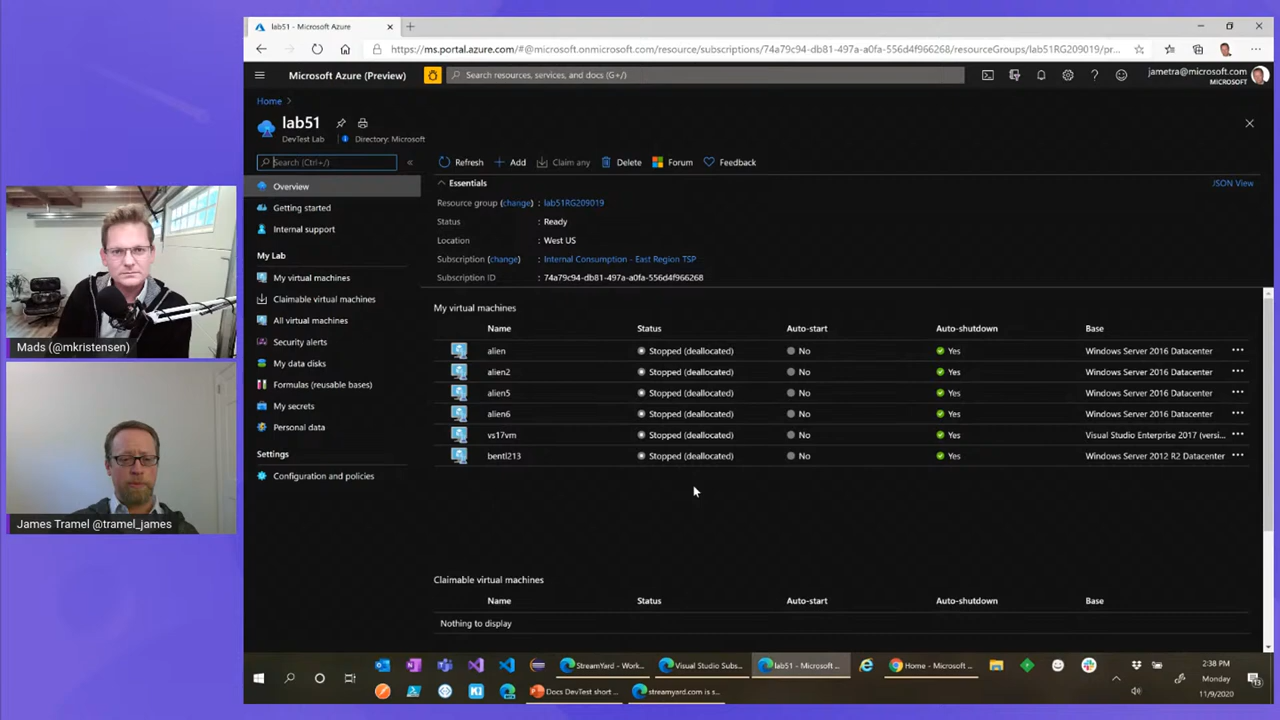 lab51 - Microsoft Azure
https://ms.portal.azure.com/#@microsoft.onmicrosoft.com/resource/subscriptions/74a79c94-db81-497a-a0fa-556d4f966268/resourceGroups/lab51RG209019/pr...
Microsoft Azure (Preview)
Search resources, services, and docs (G+/)
jametra@microsoft.com
MICROSOFT
Home
lab51
DevTest Lab
Directory: Microsoft
Search (Ctrl+/)
Refresh
Add
Claim any
Delete
Forum
Feedback
Overview
Getting started
Internal support
My Lab
My virtual machines
Claimable virtual machines
All virtual machines
Security alerts
My data disks
Formulas (reusable bases)
My secrets
Personal data
Settings
Configuration and policies
Essentials
JSON View
Resource group (change) : lab51RG209019
Status : Ready
Location : West US
Subscription (change) : Internal Consumption - East Region TSP
Subscription ID : 74a79c94-db81-497a-a0fa-556d4f966268
My virtual machines
Name Status Auto-start Auto-shutdown Base
alien Stopped (deallocated) No Yes Windows Server 2016 Datacenter
alien2 Stopped (deallocated) No Yes Windows Server 2016 Datacenter
alien5 Stopped (deallocated) No Yes Windows Server 2016 Datacenter
alien6 Stopped (deallocated) No Yes Windows Server 2016 Datacenter
vs17vm Stopped (deallocated) No Yes Visual Studio Enterprise 2017 (versi...
bentl213 Stopped (deallocated) No Yes Windows Server 2012 R2 Datacenter
Claimable virtual machines
Name Status Auto-start Auto-shutdown Base
Nothing to display
Mads (@mkristensen)
James Tramel @tramel_james
StreamYard - Work...
Visual Studio Subs...
lab51 - Microsoft ...
Home - Microsoft ...
Docs DevTest short ...
streamyard.com is s...
2:38 PM
Monday
11/9/2020